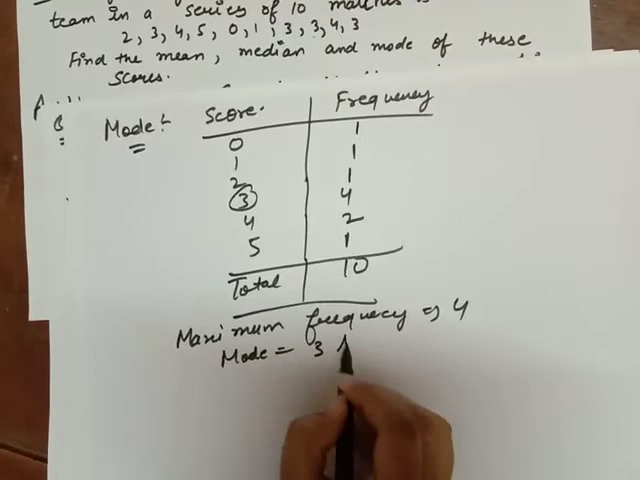 team in a series of 10 matches
2, 3, 4, 5, 0, 1, 3, 3, 4, 3
Find the mean, median and mode of these
scores.
Mode:
Score. Frequency
0 1
1 1
2 1
3 4
4 2
5 1
Total 10
Maximum frequency => 4
Mode = 3